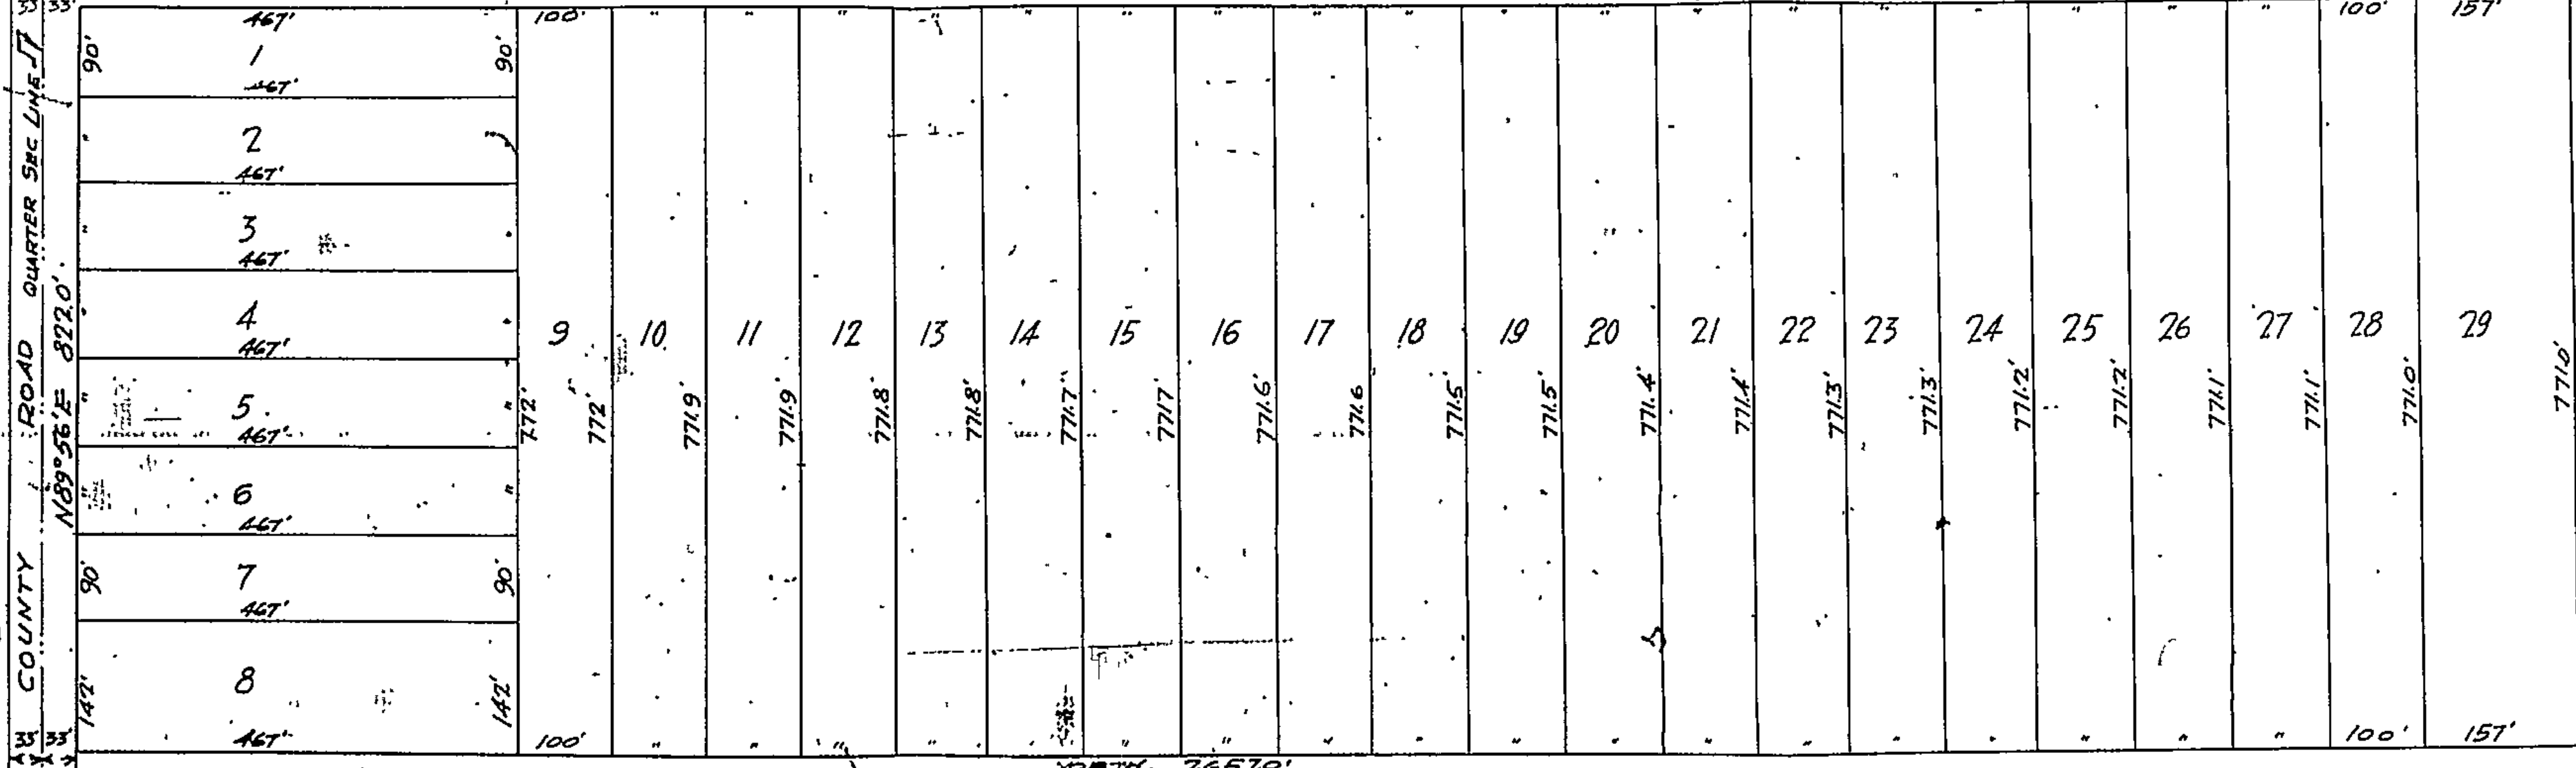 33' 33'
COUNTY ROAD QUARTER SEC LINE
N89°56'E 822.0'
33' 33'
467'
90' 1 90'
467'
" 2 "
467'
" 3 "
467'
" 4 "
467'
" 5 "
467'
" 6 "
467'
90' 7 90'
467'
142' 8 142'
467'
100' " " " " " " " " " " " " " " " " " " 100' 157'
9 10 11 12 13 14 15 16 17 18 19 20 21 22 23 24 25 26 27 28 29
772' 772' 771.9' 771.9' 771.8' 771.8' 771.7' 771.7' 771.6' 771.6 771.5' 771.5' 771.4' 771.4' 771.3' 771.3' 771.2' 771.2' 771.1' 771.1' 771.0' 771.0'
100' " " " " " " " " " " " " " " " " " " 100' 157'
NORTH 2657.0'